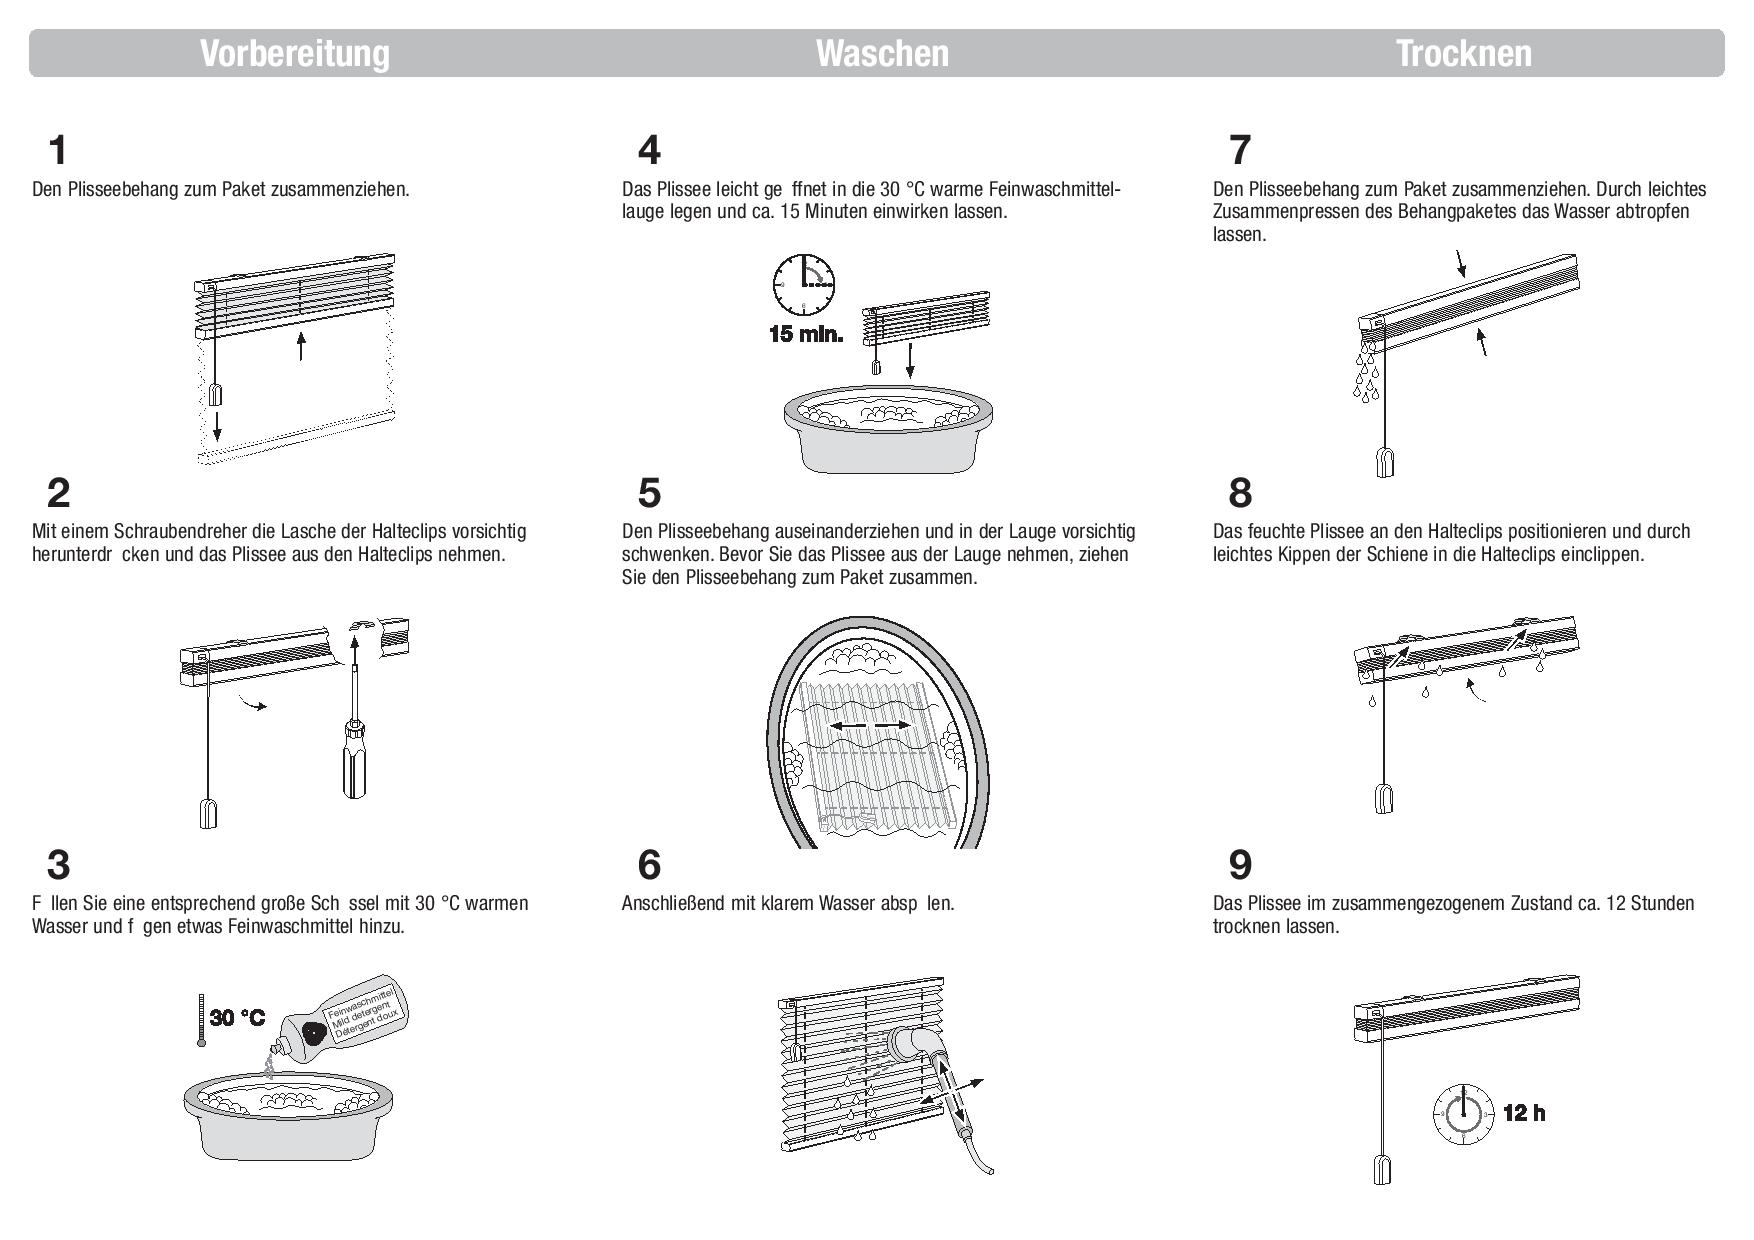 Vorbereitung
Waschen
Trocknen
1
Den Plisseebehang zum Paket zusammenziehen.
2
Mit einem Schraubendreher die Lasche der Halteclips vorsichtig
herunterdr cken und das Plissee aus den Halteclips nehmen.
3
F llen Sie eine entsprechend große Sch ssel mit 30 °C warmen
Wasser und f gen etwas Feinwaschmittel hinzu.
30 °C
Feinwaschmittel
Mild detergent
Détergent doux
4
Das Plissee leicht ge ffnet in die 30 °C warme Feinwaschmittel-
lauge legen und ca. 15 Minuten einwirken lassen.
15 min.
5
Den Plisseebehang auseinanderziehen und in der Lauge vorsichtig
schwenken. Bevor Sie das Plissee aus der Lauge nehmen, ziehen
Sie den Plisseebehang zum Paket zusammen.
6
Anschließend mit klarem Wasser absp len.
7
Den Plisseebehang zum Paket zusammenziehen. Durch leichtes
Zusammenpressen des Behangpaketes das Wasser abtropfen
lassen.
8
Das feuchte Plissee an den Halteclips positionieren und durch
leichtes Kippen der Schiene in die Halteclips einclippen.
9
Das Plissee im zusammengezogenem Zustand ca. 12 Stunden
trocknen lassen.
12 h